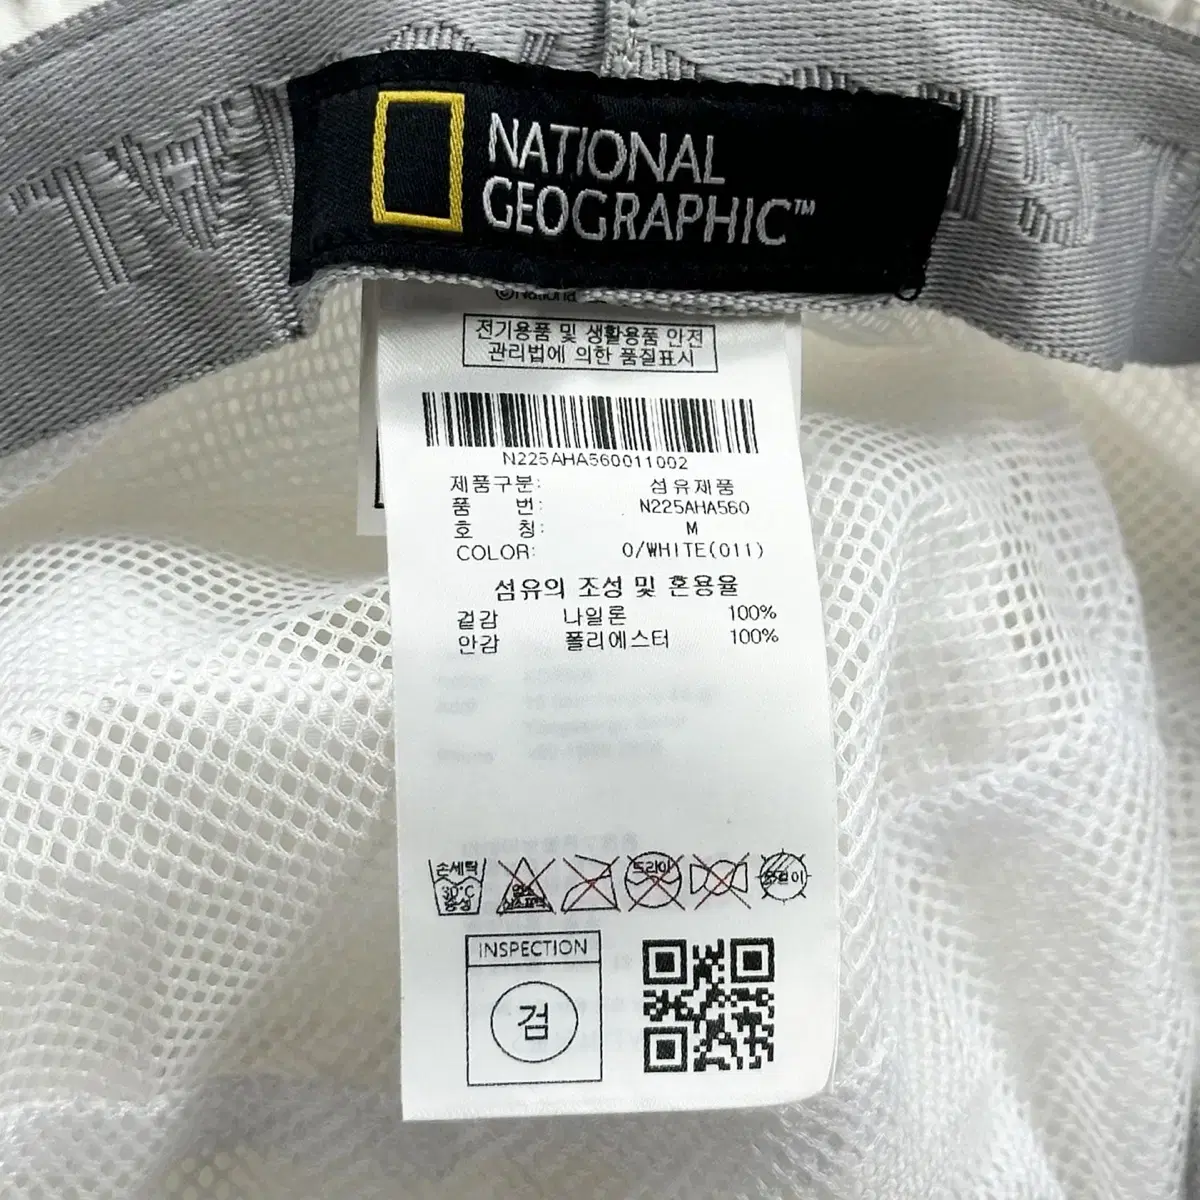 NATIONAL
GEOGRAPHIC™
전기용품 및 생활용품 안전
관리법에 의한 품질표시
N225AHA560011002
제품구분: 섬유제품
품 번: N225AHA560
호 칭: M
COLOR: O/WHITE(011)
섬유의 조성 및 혼용율
겉감 나일론 100%
안감 폴리에스터 100%
손세탁
30°C
중성
드라이
INSPECTION
검